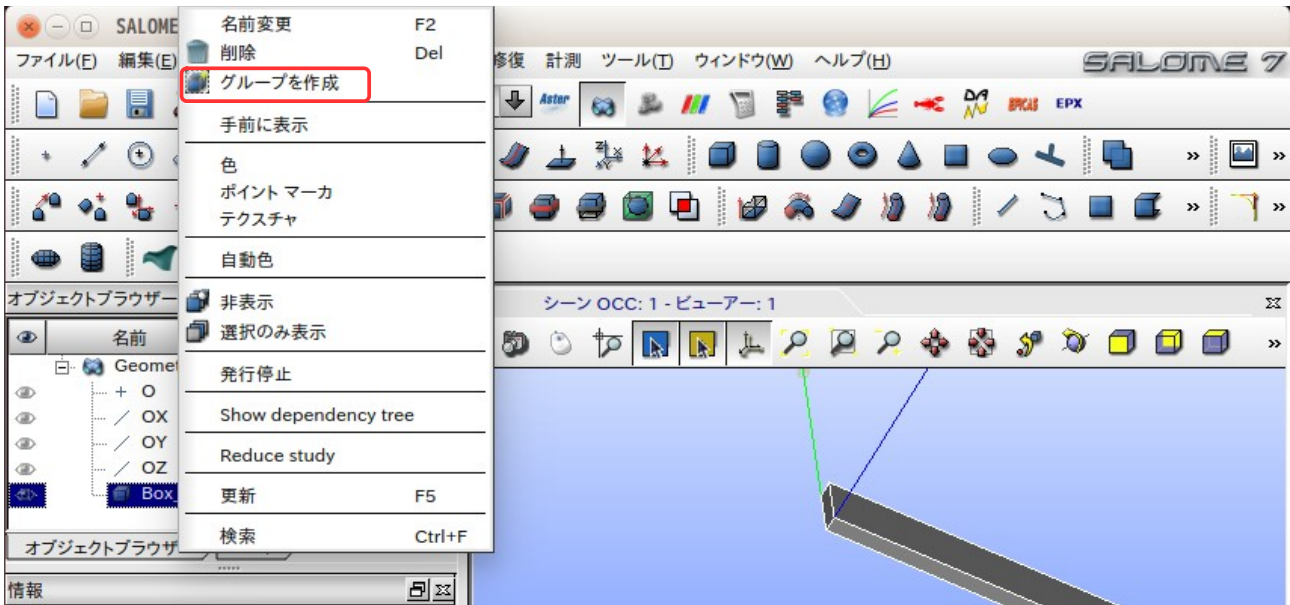 SALOME
ファイル(F) 編集(E) 修復 計測 ツール(T) ウィンドウ(W) ヘルプ(H)
SALOME 7
名前変更 F2
削除 Del
グループを作成
手前に表示
色
ポイント マーカ
テクスチャ
自動色
非表示
選択のみ表示
発行停止
Show dependency tree
Reduce study
更新 F5
検索 Ctrl+F
Aster
EPX
オブジェクトブラウザー
シーン OCC: 1 - ビューアー: 1
名前
Geomet
O
OX
OY
OZ
Box_
オブジェクトブラウザ
情報